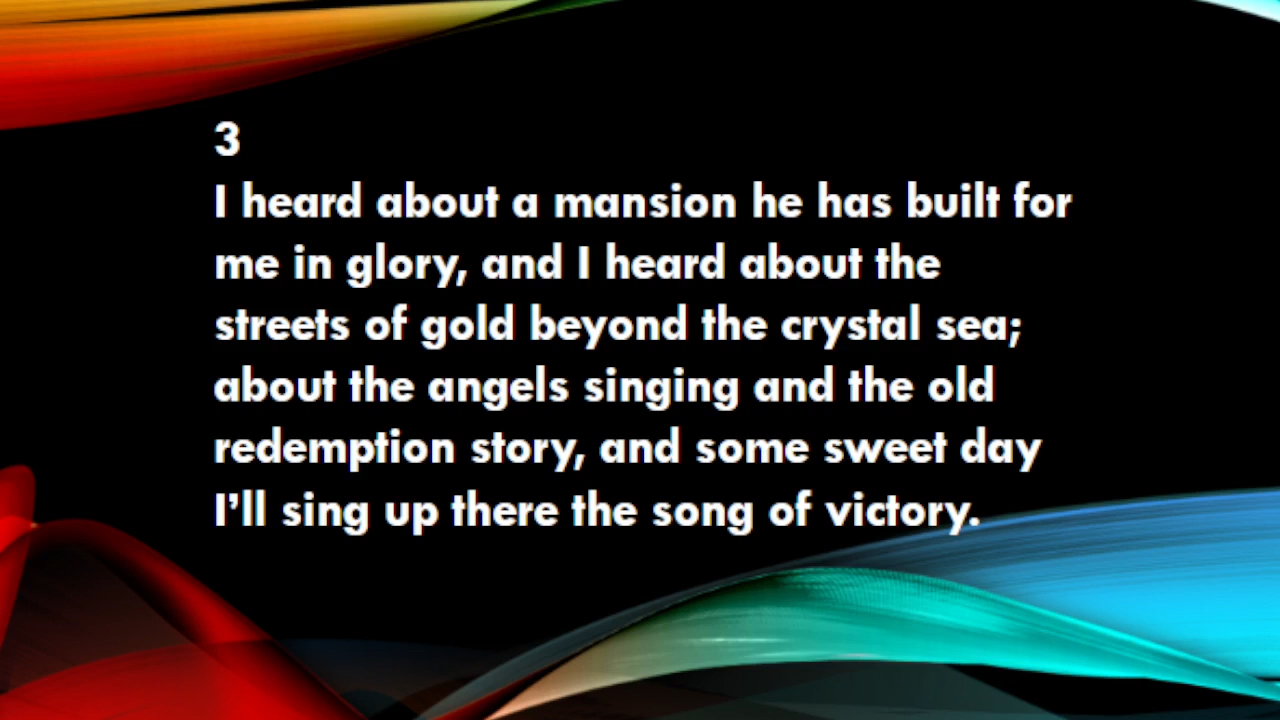 3
I heard about a mansion he has built for
me in glory, and I heard about the
streets of gold beyond the crystal sea;
about the angels singing and the old
redemption story, and some sweet day
I’ll sing up there the song of victory.